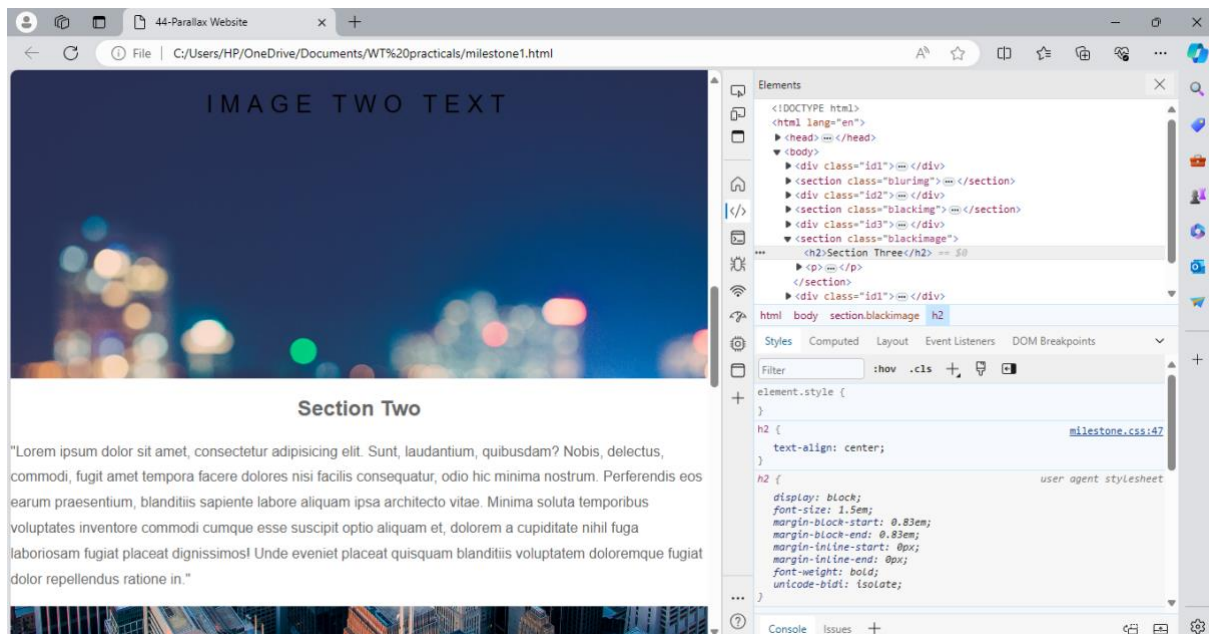 44-Parallax Website
File | C:/Users/HP/OneDrive/Documents/WT%20practicals/milestone1.html
IMAGE TWO TEXT
Section Two
"Lorem ipsum dolor sit amet, consectetur adipisicing elit. Sunt, laudantium, quibusdam? Nobis, delectus,
commodi, fugit amet tempora facere dolores nisi facilis consequatur, odio hic minima nostrum. Perferendis eos
earum praesentium, blanditiis sapiente labore aliquam ipsa architecto vitae. Minima soluta temporibus
voluptates inventore commodi cumque esse suscipit optio aliquam et, dolorem a cupiditate nihil fuga
laboriosam fugiat placeat dignissimos! Unde eveniet placeat quisquam blanditiis voluptatem doloremque fugiat
dolor repellendus ratione in."
Elements
<!DOCTYPE html>
<html lang="en">
<head>…</head>
<body>
<div class="id1">…</div>
<section class="blurimg">…</section>
<div class="id2">…</div>
<section class="blackimg">…</section>
<div class="id3">…</div>
<section class="blackimage">
… <h2>Section Three</h2> == $0
<p>…</p>
</section>
<div class="id1">…</div>
html body section.blackimage h2
Styles Computed Layout Event Listeners DOM Breakpoints
Filter :hov .cls
element.style {
}
h2 { milestone.css:47
text-align: center;
}
h2 { user agent stylesheet
display: block;
font-size: 1.5em;
margin-block-start: 0.83em;
margin-block-end: 0.83em;
margin-inline-start: 0px;
margin-inline-end: 0px;
font-weight: bold;
unicode-bidi: isolate;
}
Console Issues